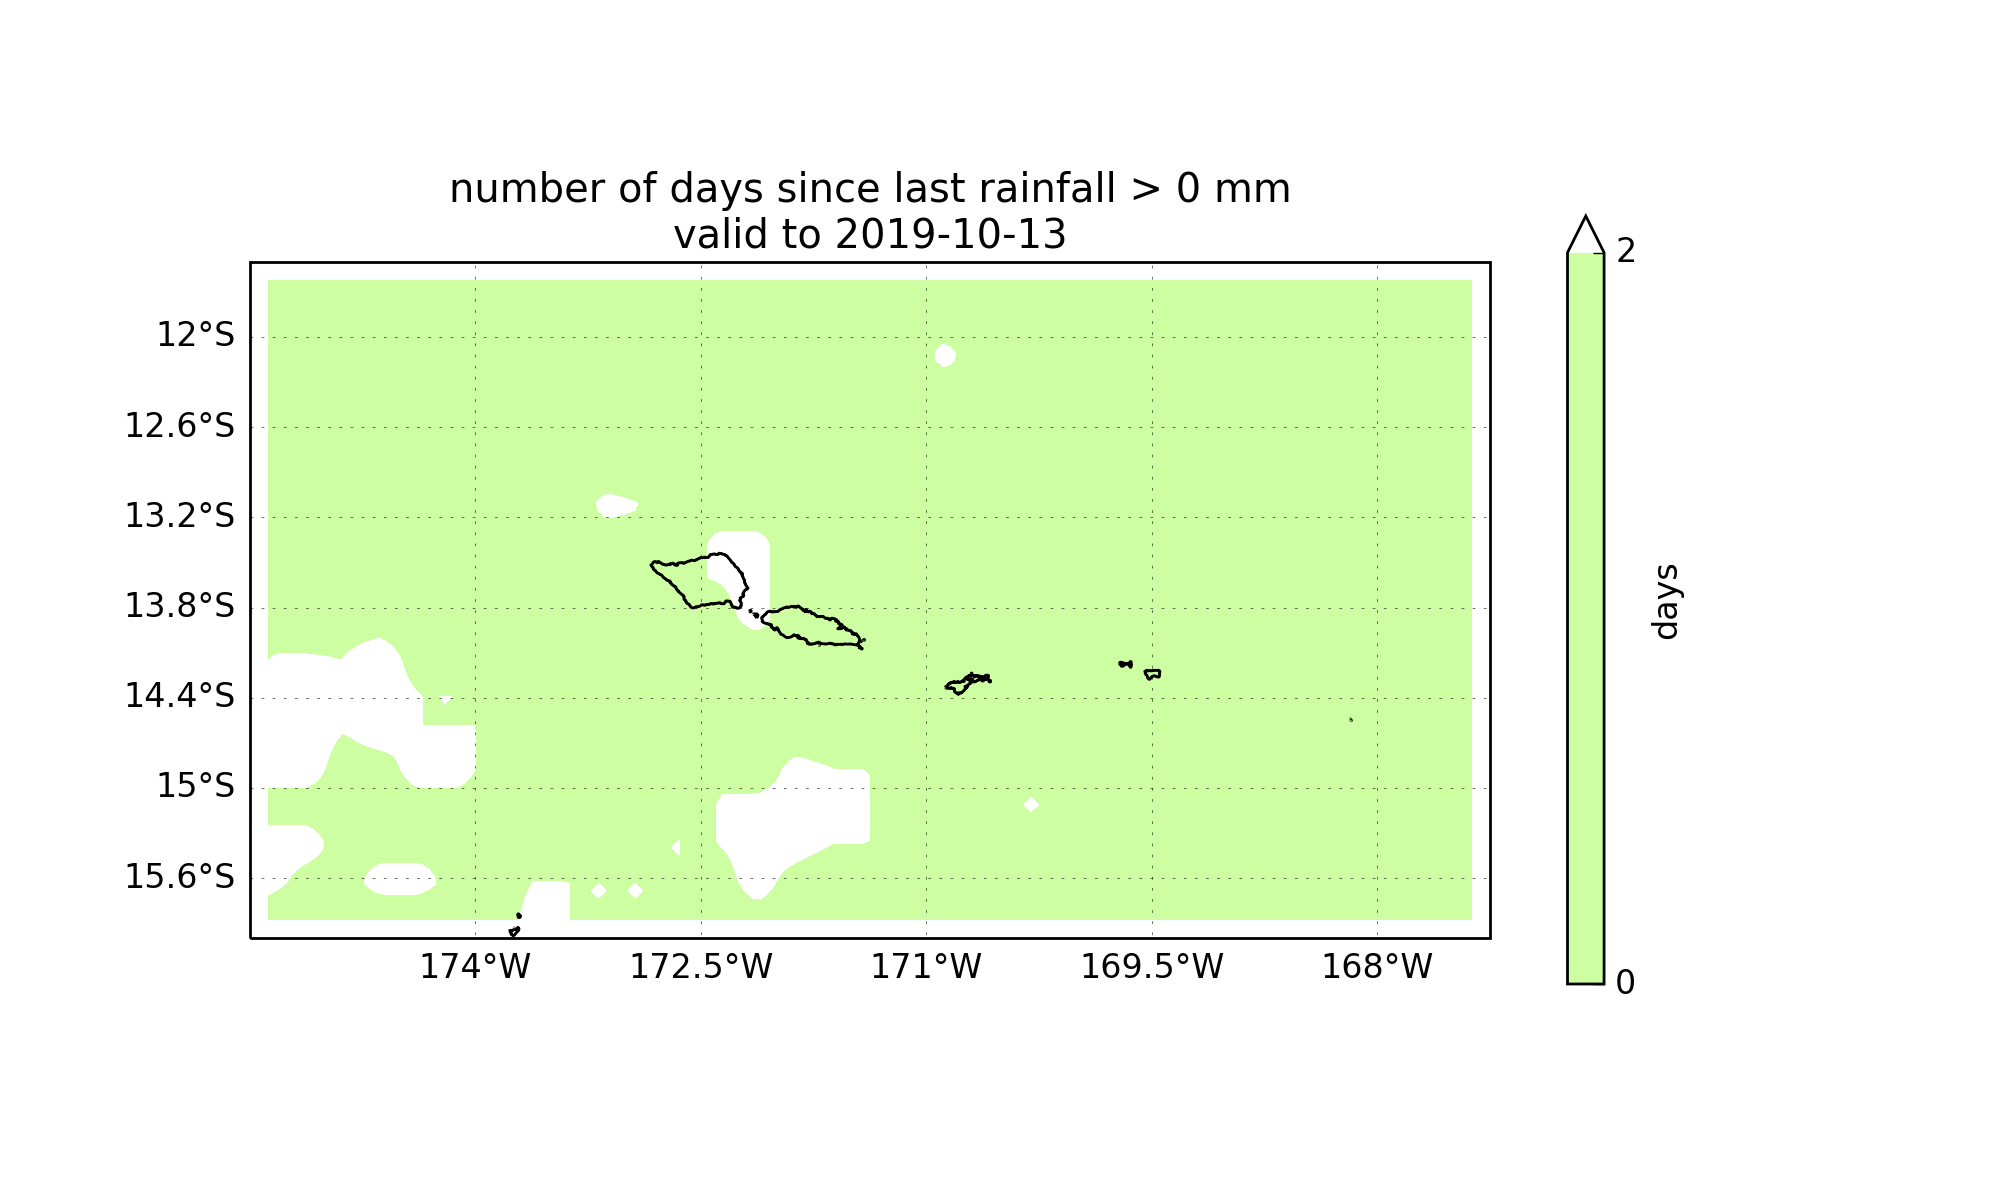 number of days since last rainfall > 0 mm
valid to 2019-10-13
2
12°S
12.6°S
13.2°S
13.8°S
14.4°S
15°S
15.6°S
days
174°W
172.5°W
171°W
169.5°W
168°W
0